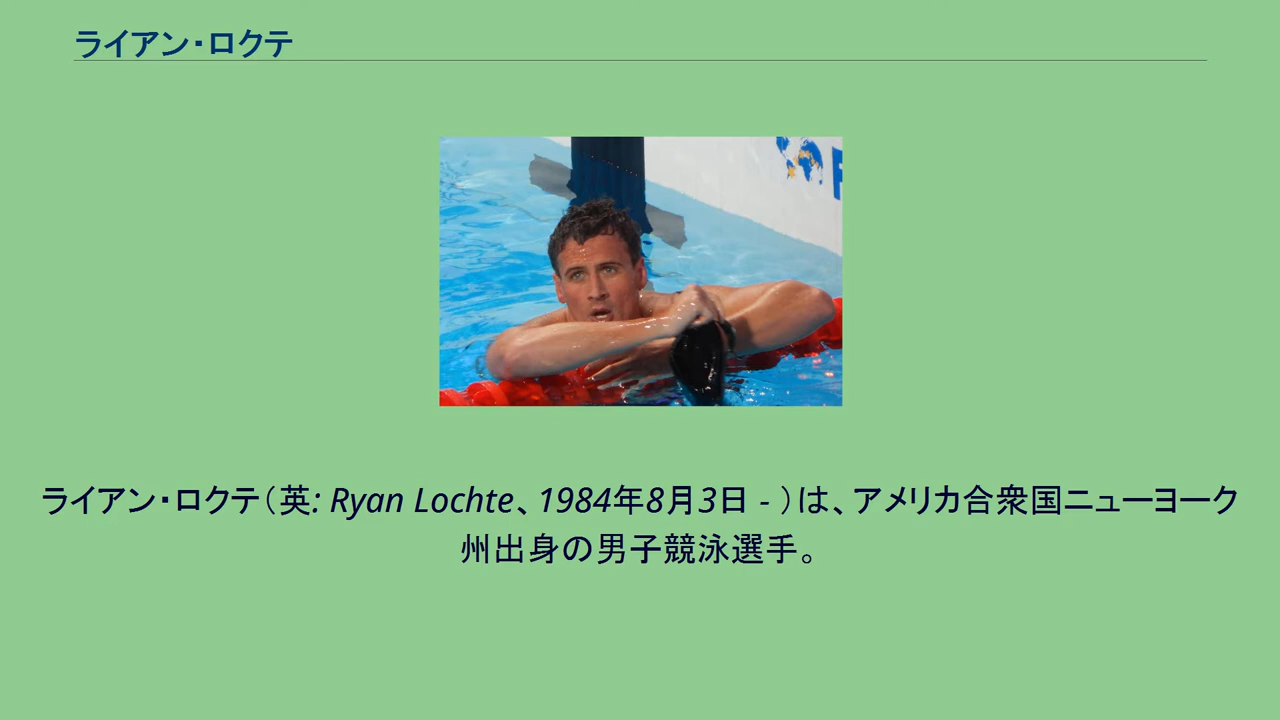 ライアン・ロクテ
ライアン・ロクテ（英: Ryan Lochte、1984年8月3日 - ）は、アメリカ合衆国ニューヨーク
州出身の男子競泳選手。